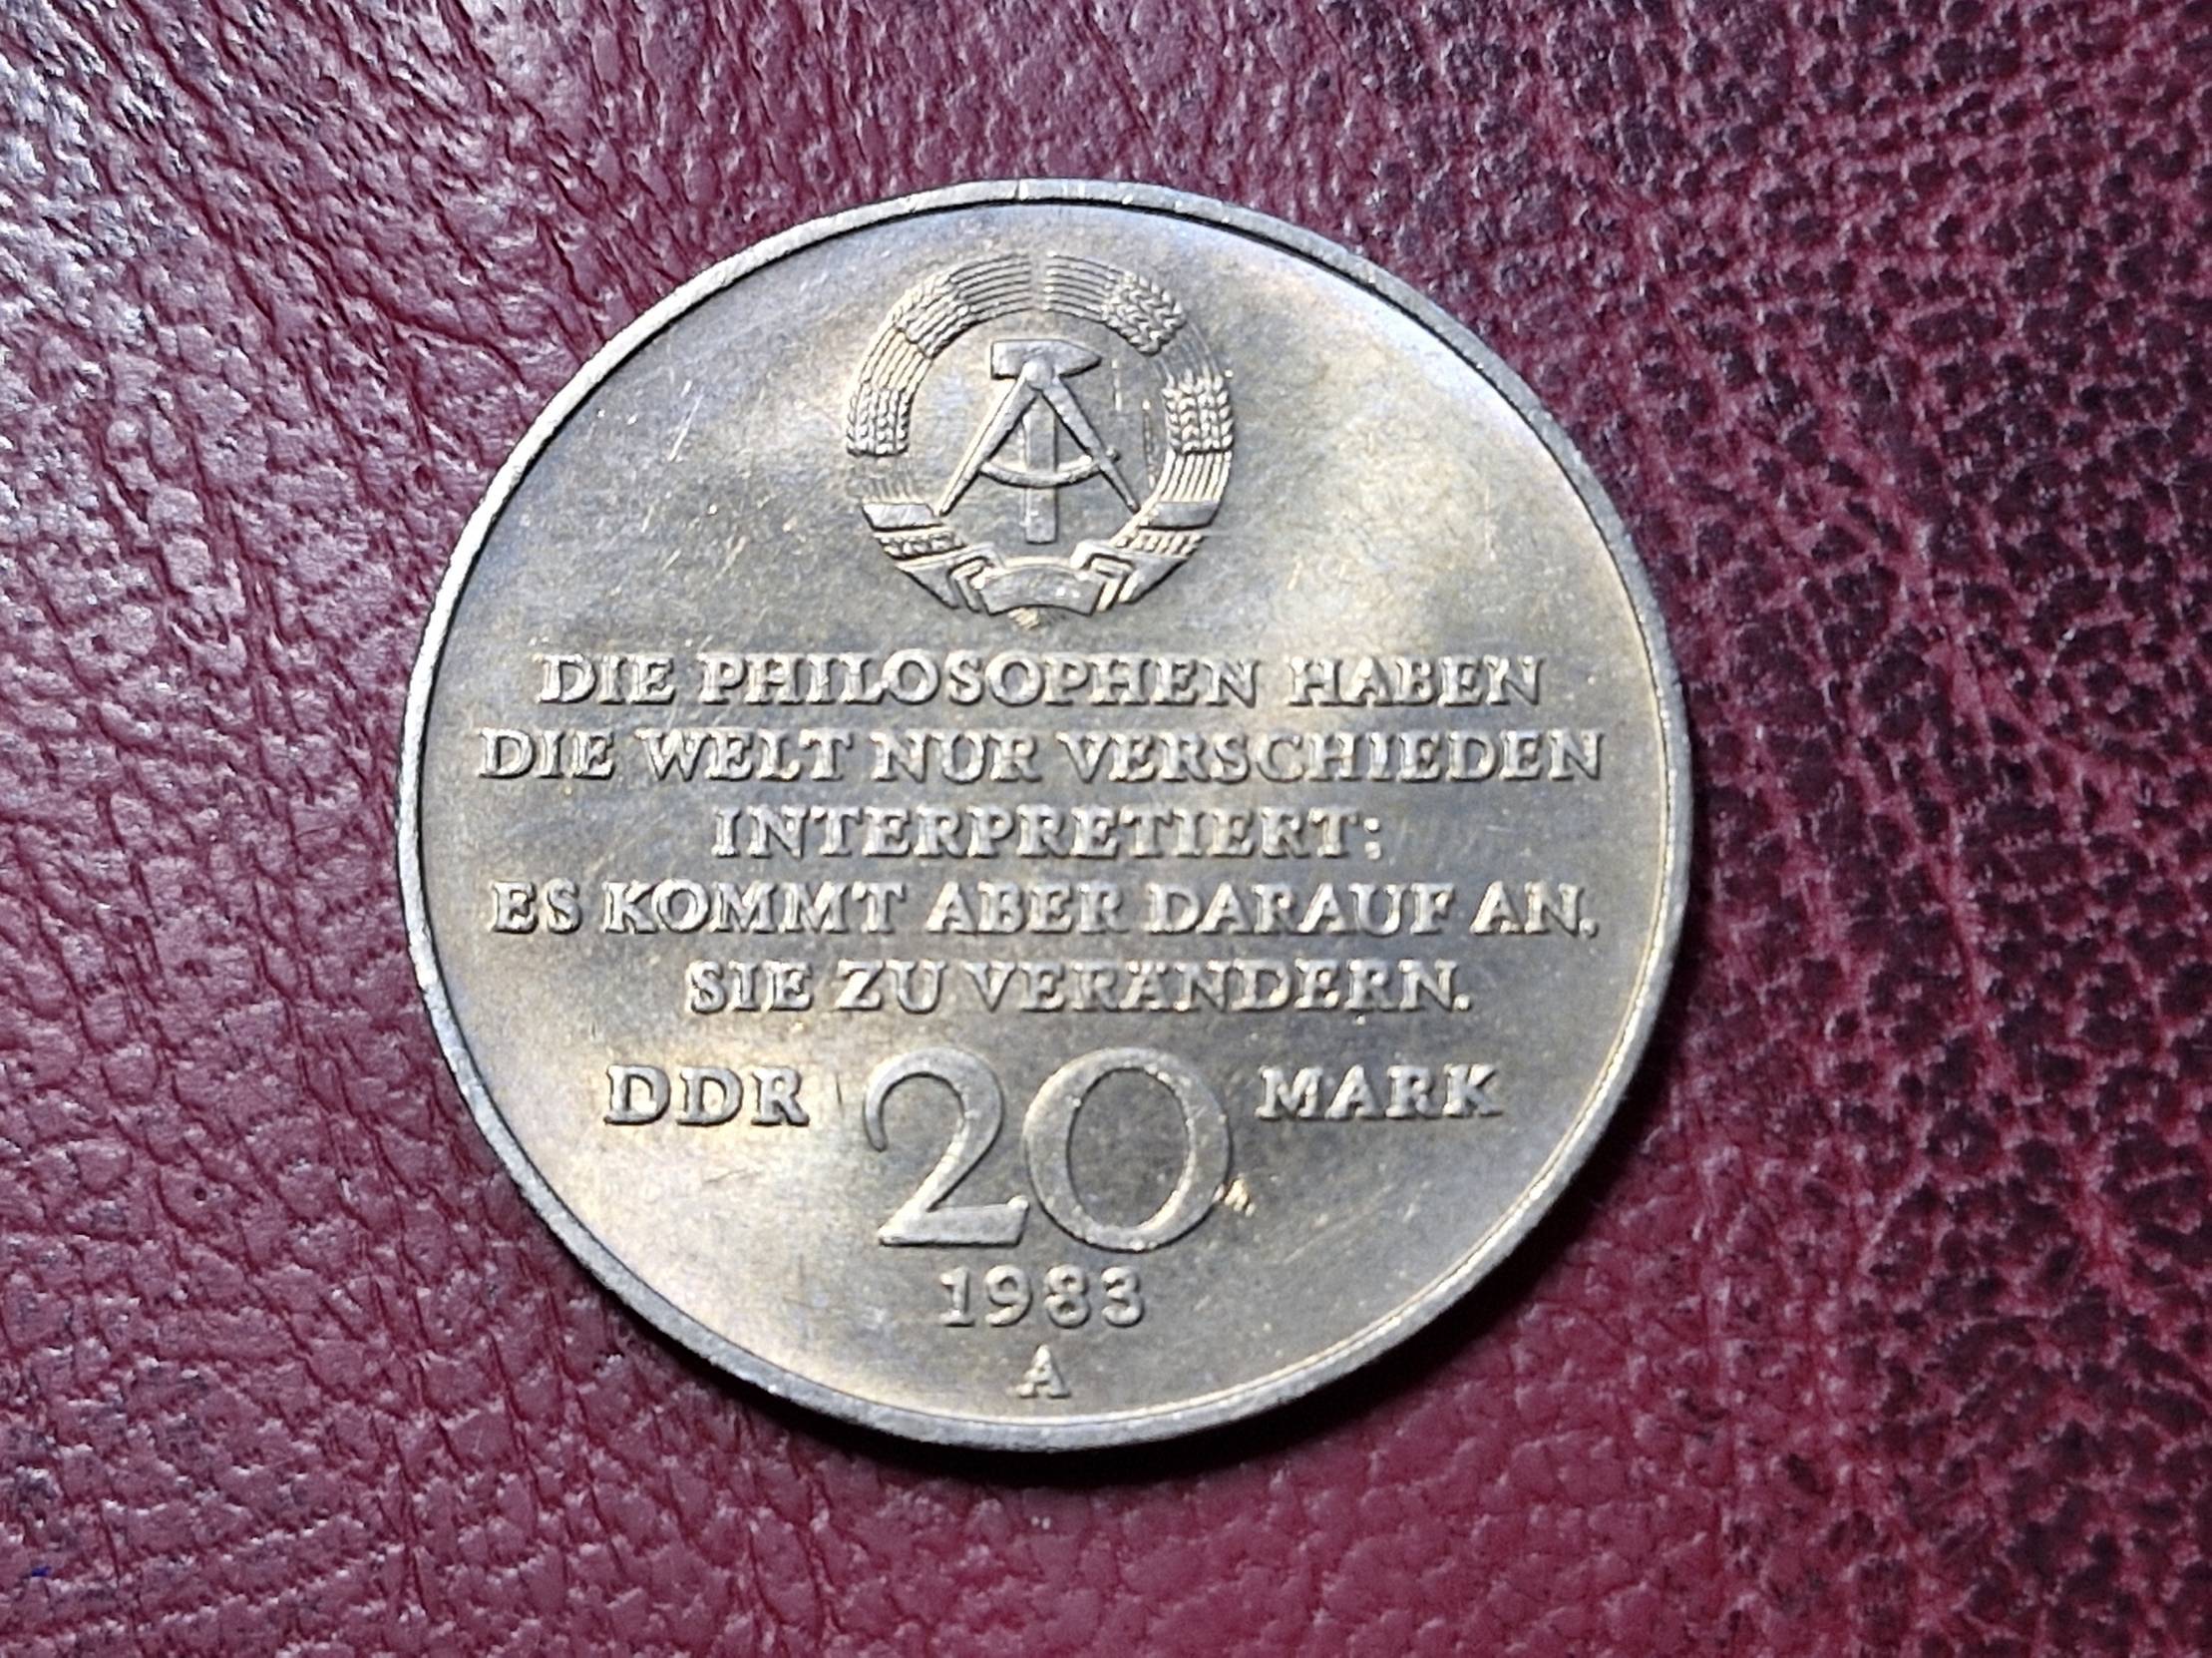 DIE PHILOSOPHEN HABEN
DIE WELT NUR VERSCHIEDEN
INTERPRETIERT;
ES KOMMT ABER DARAUF AN,
SIE ZU VERÄNDERN.
DDR 20 MARK
1983
A